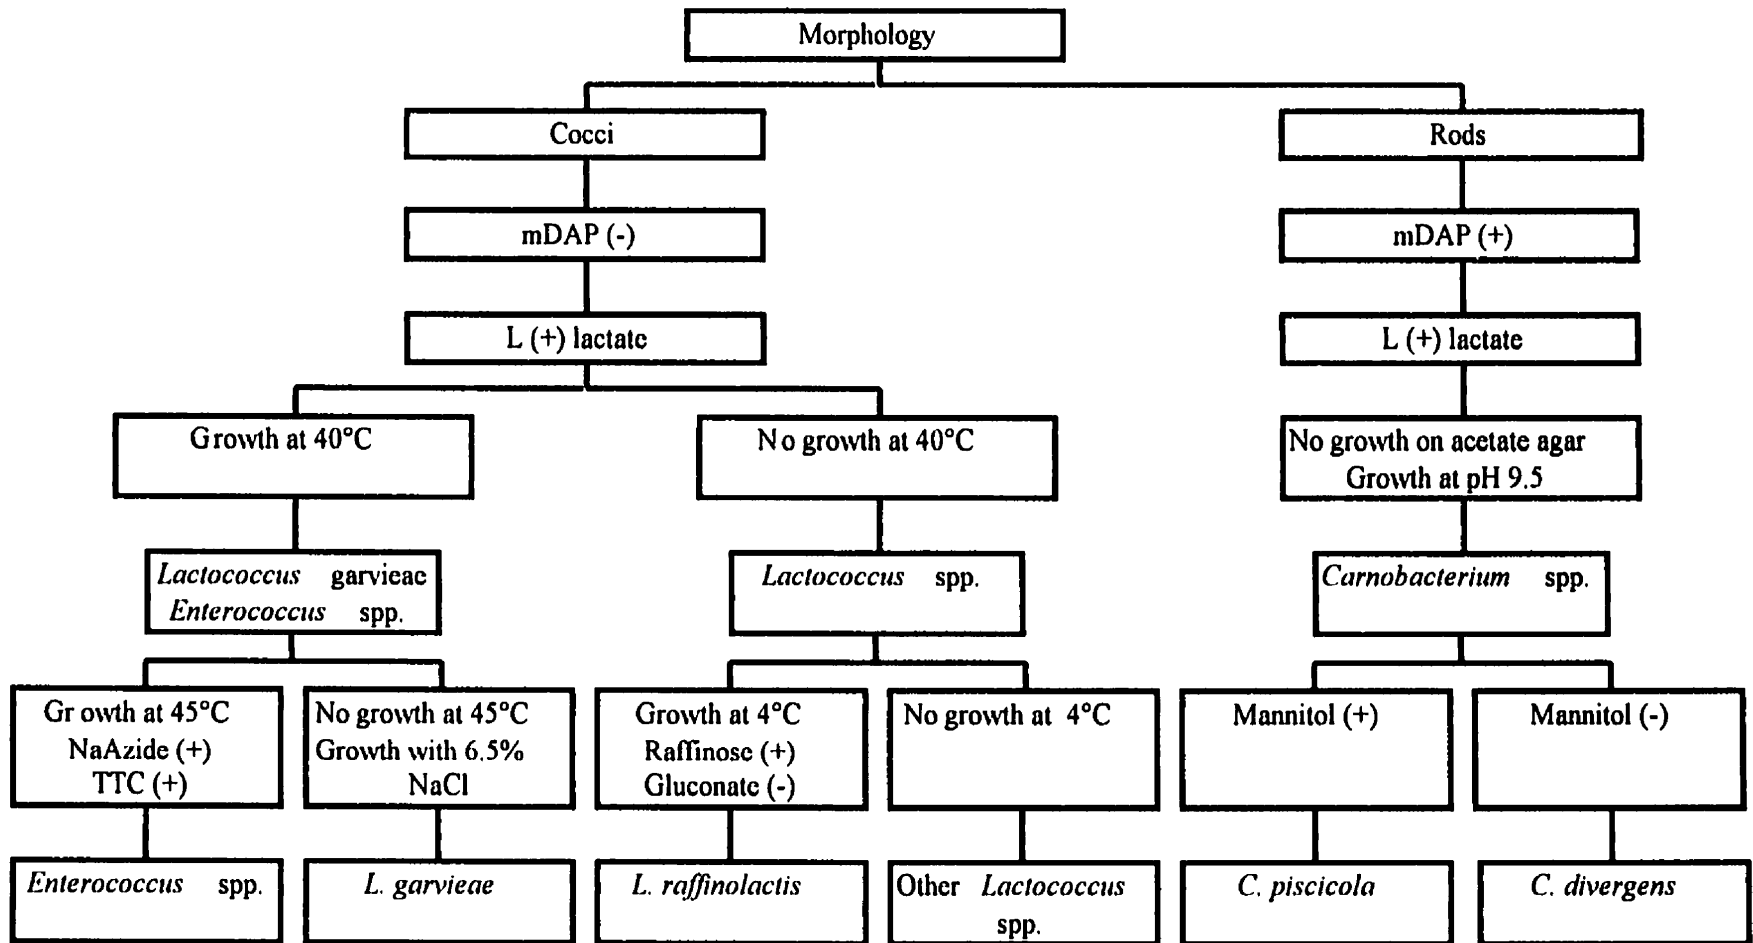 Morphology
Cocci
Rods
mDAP (-)
mDAP (+)
L (+) lactate
L (+) lactate
Growth at 40°C
No growth at 40°C
No growth on acetate agar
Growth at pH 9.5
Lactococcus garvieae
Enterococcus spp.
Lactococcus spp.
Carnobacterium spp.
Growth at 45°C
NaAzide (+)
TTC (+)
No growth at 45°C
Growth with 6.5%
NaCl
Growth at 4°C
Raffinose (+)
Gluconate (-)
No growth at 4°C
Mannitol (+)
Mannitol (-)
Enterococcus spp.
L. garvieae
L. raffinolactis
Other Lactococcus
spp.
C. piscicola
C. divergens